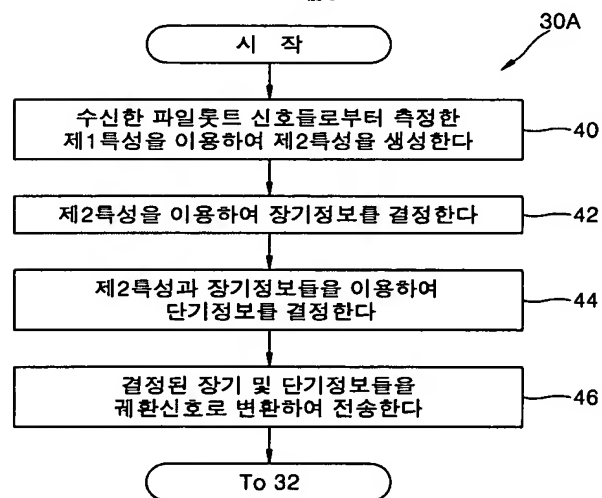 30A
시 작
수신한 파일롯트 신호들로부터 측정한
제1특성을 이용하여 제2특성을 생성한다
40
제2특성을 이용하여 장기정보를 결정한다
42
제2특성과 장기정보들을 이용하여
단기정보를 결정한다
44
결정된 장기 및 단기정보들을
궤환신호로 변환하여 전송한다
46
To 32